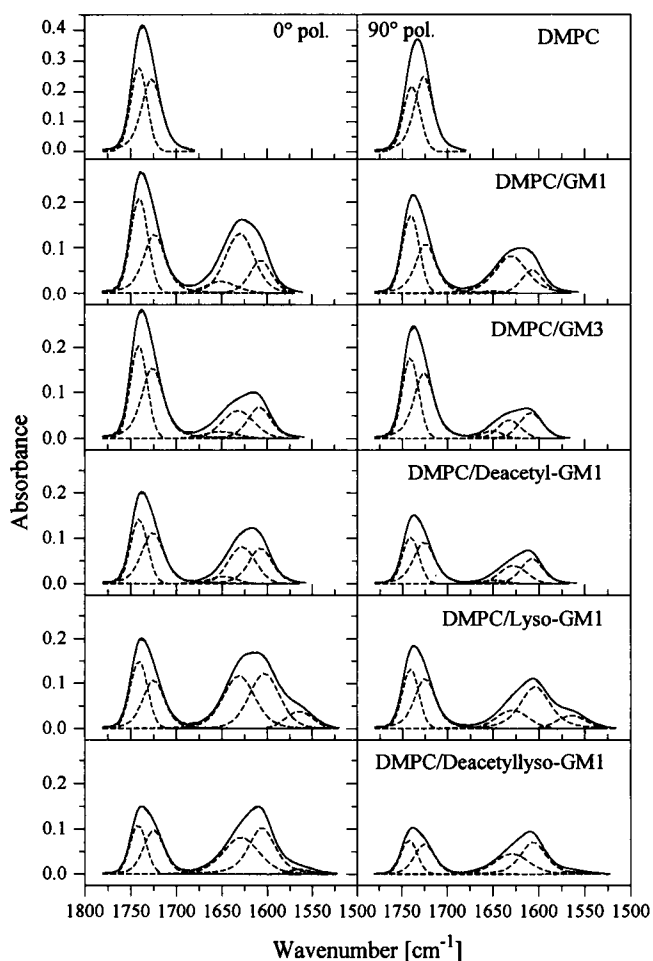 0° pol.
90° pol.
DMPC
0.4
0.3
0.2
0.1
0.0
DMPC/GM1
0.2
0.1
0.0
DMPC/GM3
0.2
0.1
0.0
DMPC/Deacetyl-GM1
0.2
0.1
0.0
DMPC/Lyso-GM1
0.2
0.1
0.0
DMPC/Deacetyllyso-GM1
0.2
0.1
0.0
Absorbance
1800 1750 1700 1650 1600 1550 1500 1750 1700 1650 1600 1550 1500
Wavenumber [cm-1]